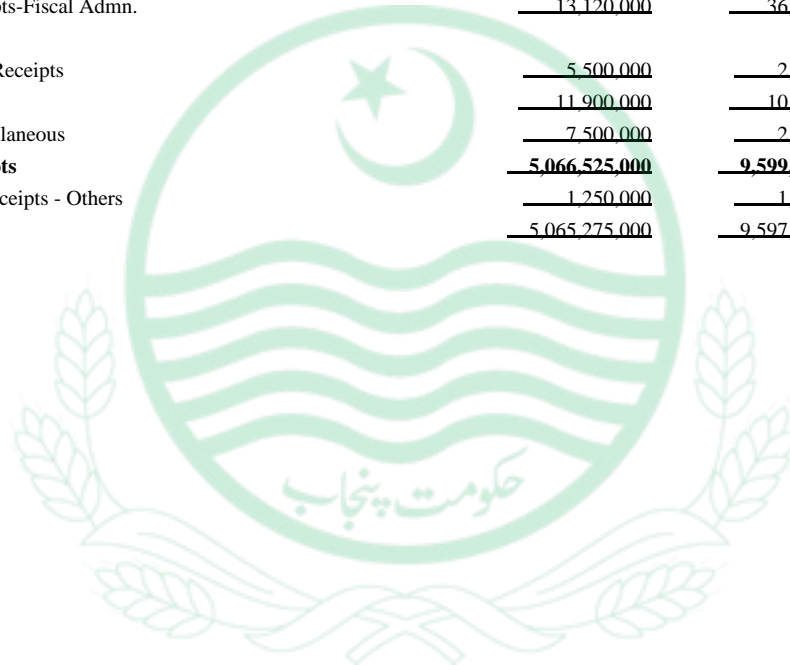 pts-Fiscal Admn. 13,120,000 36
Receipts 5,500,000 2
11,900,000 10
laneous 7,500,000 2
ts 5,066,525,000 9,599,
ceipts - Others 1,250,000 1
5,065,275,000 9,597
حکومت پنجاب